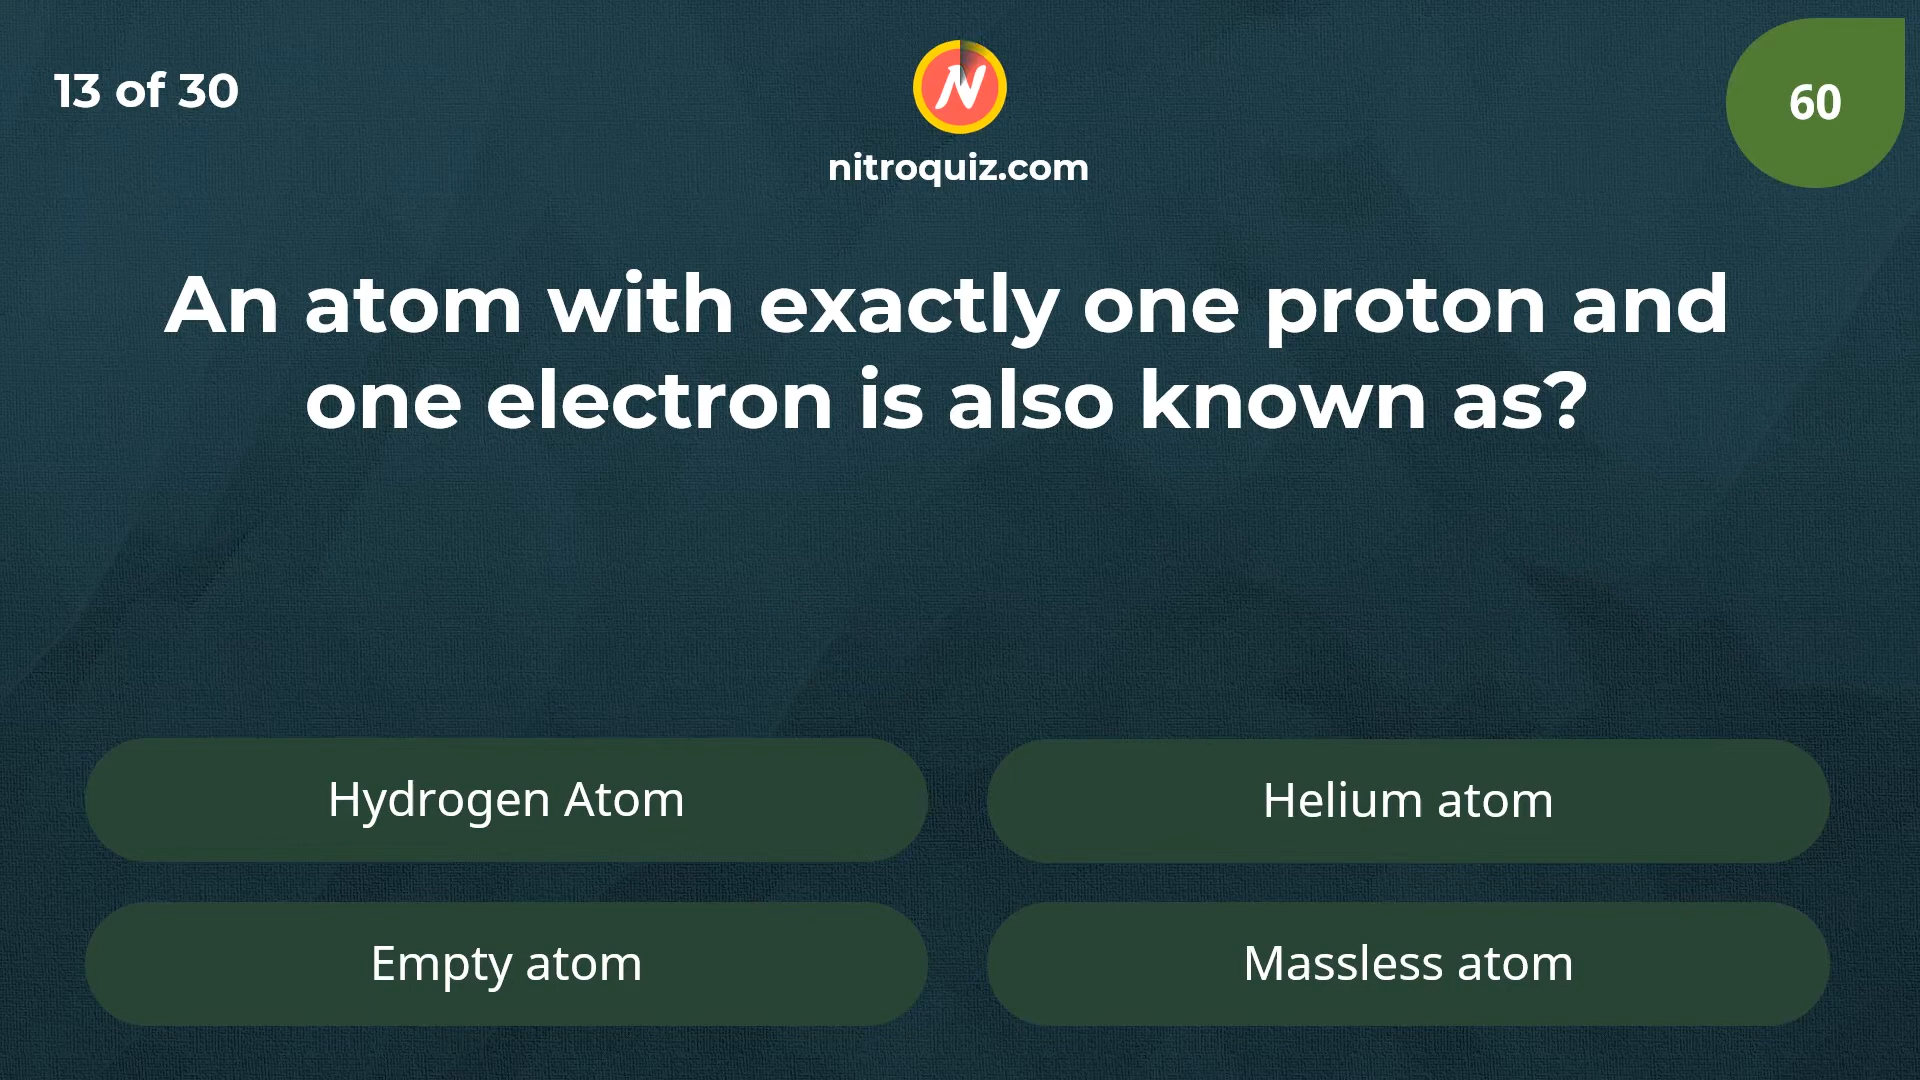 13 of 30
N
60
nitroquiz.com
An atom with exactly one proton and
one electron is also known as?
Hydrogen Atom
Helium atom
Empty atom
Massless atom